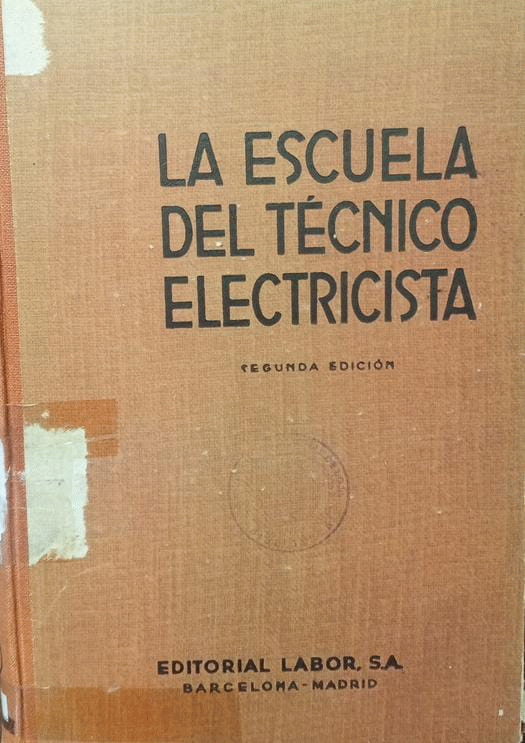 LA ESCUELA
DEL TÉCNICO
ELECTRICISTA
SEGUNDA EDICIÓN
EDITORIAL LABOR, S.A.
BARCELONA-MADRID